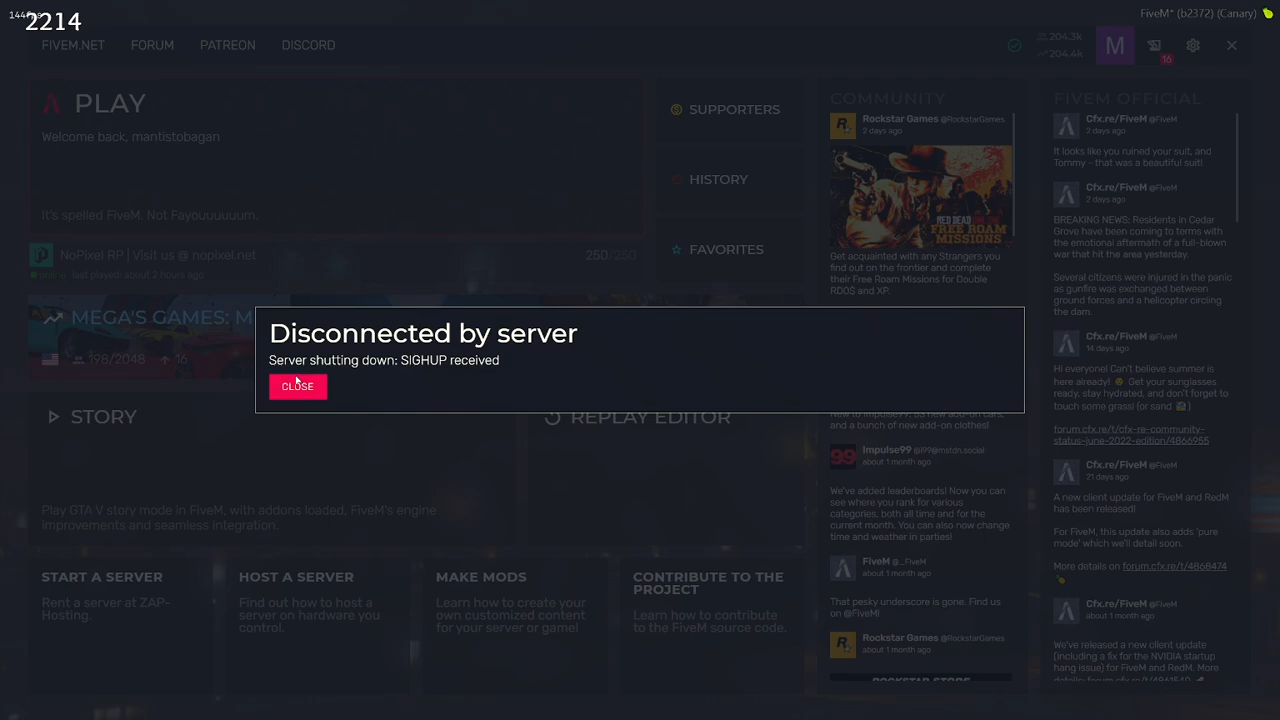 144fps
2214
FiveM* (b2372) (Canary)
FIVEM.NET
FORUM
PATREON
DISCORD
204.3k
204.4k
M
16
PLAY
Welcome back, mantistobagan
It's spelled FiveM. Not Fayouuuuuum.
NoPixel RP | Visit us @ nopixel.net
250/250
online
last played: about 2 hours ago
SUPPORTERS
HISTORY
FAVORITES
MEGA'S GAMES: M
198/2048
16
Disconnected by server
Server shutting down: SIGHUP received
CLOSE
STORY
Play GTA V story mode in FiveM, with addons loaded, FiveM's engine
improvements and seamless integration.
REPLAY EDITOR
START A SERVER
Rent a server at ZAP-
Hosting.
HOST A SERVER
Find out how to host a
server on hardware you
control.
MAKE MODS
Learn how to create your
own customized content
for your server or game!
CONTRIBUTE TO THE
PROJECT
Learn how to contribute
to the FiveM source code.
COMMUNITY
Rockstar Games @RockstarGames
2 days ago
RED DEAD
FREE ROAM
MISSIONS
Get acquainted with any Strangers you
find out on the frontier and complete
their Free Roam Missions for Double
RDO$ and XP.
and a bunch of new add-on clothes!
99
Impulse99 @i99@mstdn.social
about 1 month ago
We've added leaderboards! Now you can
see where you rank for various
categories, both all time and for the
current month. You can also now change
time and weather in parties!
FiveM @_FiveM
about 1 month ago
That pesky underscore is gone. Find us
on @FiveM!
Rockstar Games @RockstarGames
about 1 month ago
ROCKSTAR STORE
FIVEM OFFICIAL
Cfx.re/FiveM @FiveM
2 days ago
It looks like you ruined your suit, and
Tommy - that was a beautiful suit!
Cfx.re/FiveM @FiveM
2 days ago
BREAKING NEWS: Residents in Cedar
Grove have been coming to terms with
the emotional aftermath of a full-blown
war that hit the area yesterday.
Several citizens were injured in the panic
as gunfire was exchanged between
ground forces and a helicopter circling
the dam.
Cfx.re/FiveM @FiveM
14 days ago
Hi everyone! Can't believe summer is
here already! Get your sunglasses
ready, stay hydrated, and don't forget to
touch some grass! (or sand )
forum.cfx.re/t/cfx-re-community-
status-june-2022-edition/4866955
Cfx.re/FiveM @FiveM
21 days ago
A new client update for FiveM and RedM
has been released!
For FiveM, this update also adds 'pure
mode' which we'll detail soon.
More details on forum.cfx.re/t/4868474
Cfx.re/FiveM @FiveM
about 1 month ago
We've released a new client update
(including a fix for the NVIDIA startup
hang issue) for FiveM and RedM. More